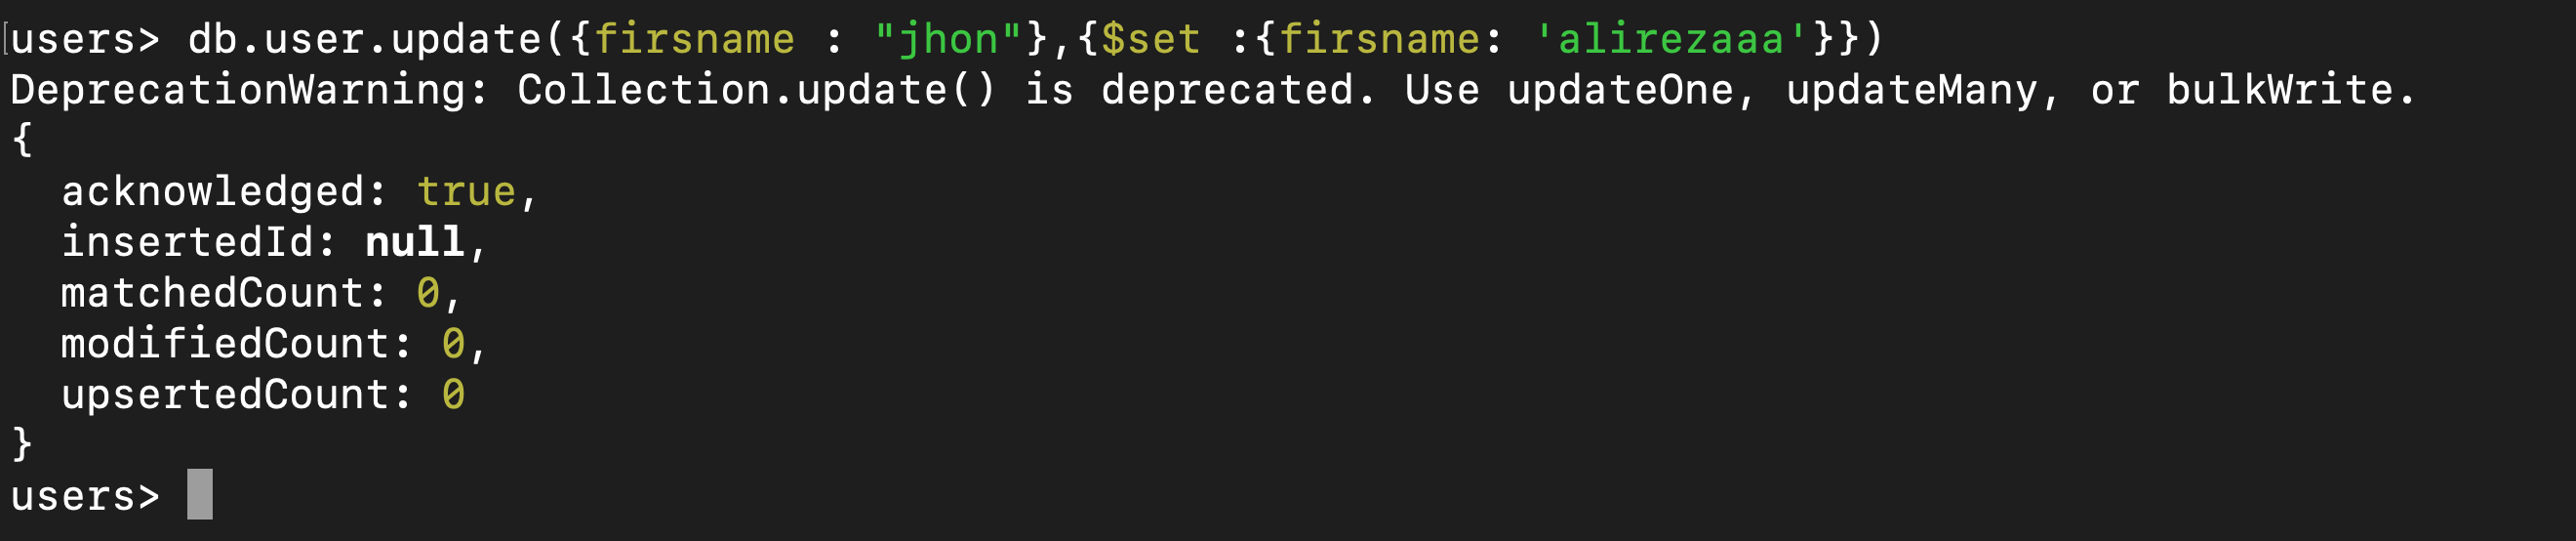 users> db.user.update({firsname : "jhon"},{$set :{firsname: 'alirezaaa'}})
DeprecationWarning: Collection.update() is deprecated. Use updateOne, updateMany, or bulkWrite.
{
  acknowledged: true,
  insertedId: null,
  matchedCount: 0,
  modifiedCount: 0,
  upsertedCount: 0
}
users>